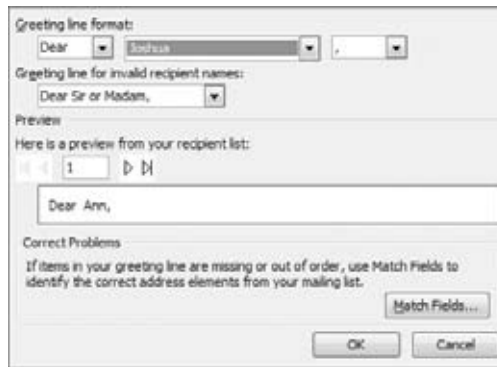 Greeting line format:
Dear Joshua ,
Greeting line for invalid recipient names:
Dear Sir or Madam,
Preview
Here is a preview from your recipient list:
1
Dear Ann,
Correct Problems
If items in your greeting line are missing or out of order, use Match Fields to
identify the correct address elements from your mailing list.
Match Fields...
OK Cancel